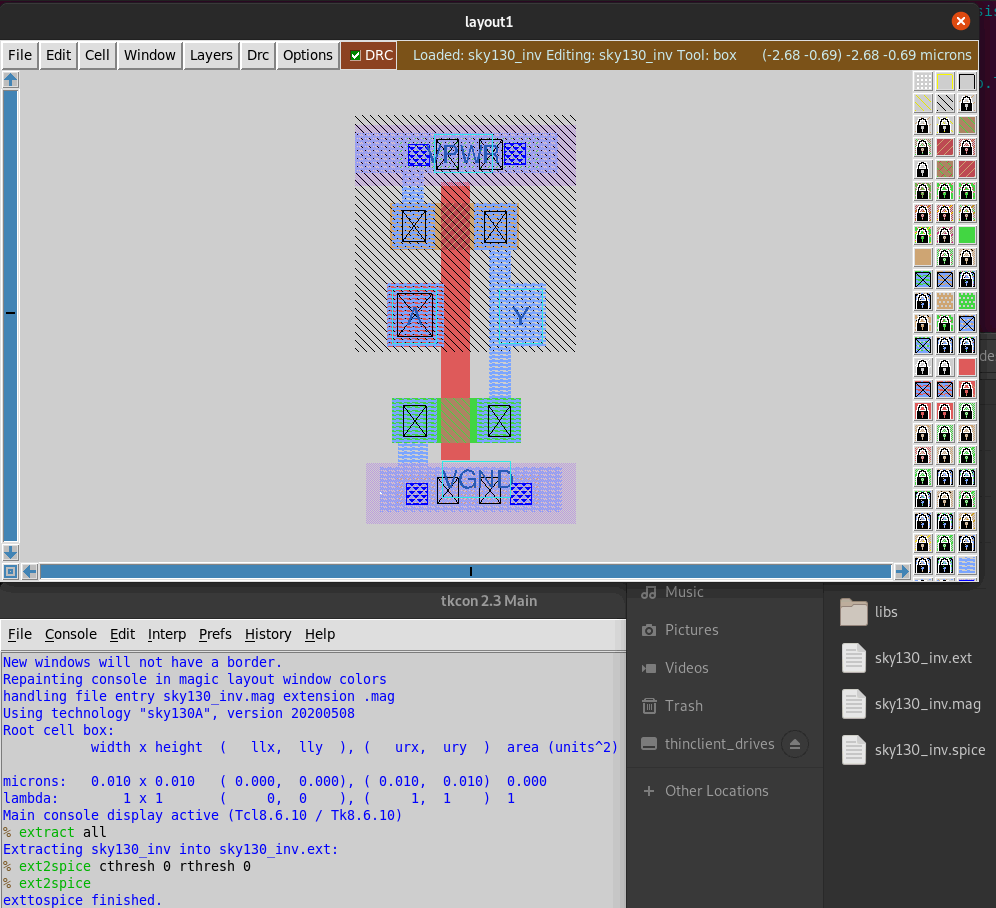 layout1
File Edit Cell Window Layers Drc Options DRC Loaded: sky130_inv Editing: sky130_inv Tool: box (-2.68 -0.69) -2.68 -0.69 microns
VPWR
A Y
VGND
tkcon 2.3 Main
File Console Edit Interp Prefs History Help
New windows will not have a border.
Repainting console in magic layout window colors
handling file entry sky130_inv.mag extension .mag
Using technology "sky130A", version 20200508
Root cell box:
width x height ( llx, lly ), ( urx, ury ) area (units^2)
microns: 0.010 x 0.010 ( 0.000, 0.000), ( 0.010, 0.010) 0.000
lambda: 1 x 1 ( 0, 0 ), ( 1, 1 ) 1
Main console display active (Tcl8.6.10 / Tk8.6.10)
% extract all
Extracting sky130_inv into sky130_inv.ext:
% ext2spice cthresh 0 rthresh 0
% ext2spice
exttospice finished.
Music
Pictures
Videos
Trash
thinclient_drives
Other Locations
libs
sky130_inv.ext
sky130_inv.mag
sky130_inv.spice